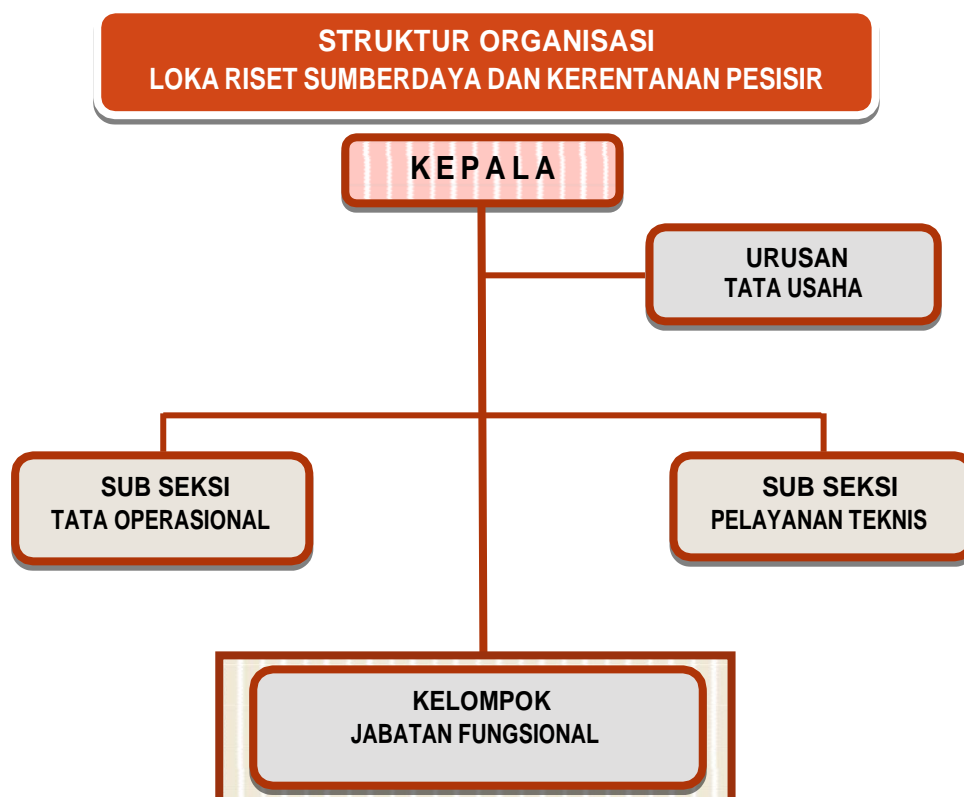 STRUKTUR ORGANISASI
LOKA RISET SUMBERDAYA DAN KERENTANAN PESISIR
KEPALA
URUSAN
TATA USAHA
SUB SEKSI
TATA OPERASIONAL
SUB SEKSI
PELAYANAN TEKNIS
KELOMPOK
JABATAN FUNGSIONAL